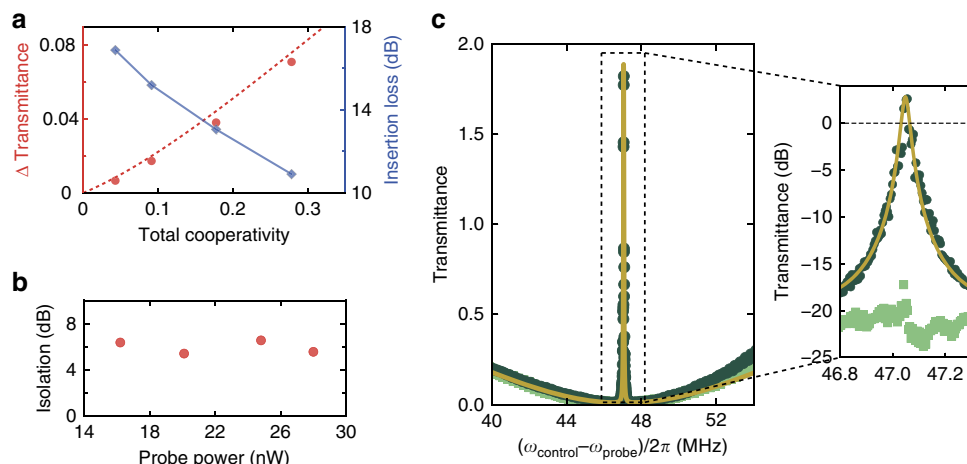 a
0.08
0.04
0
Δ Transmittance
18
14
10
Insertion loss (dB)
0 0.1 0.2 0.3
Total cooperativity
b
8
4
0
Isolation (dB)
14 18 22 26 30
Probe power (nW)
c
2.0
1.5
1.0
0.5
0.0
Transmittance
40 44 48 52
(ωcontrol–ωprobe)/2π (MHz)
0
−5
−10
−15
−20
−25
Transmittance (dB)
46.8 47.0 47.2